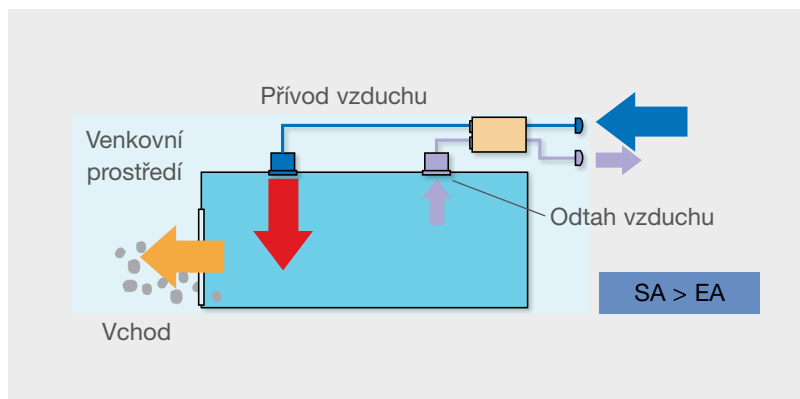 Přívod vzduchu
Venkovní
prostředí
Odtah vzduchu
SA > EA
Vchod